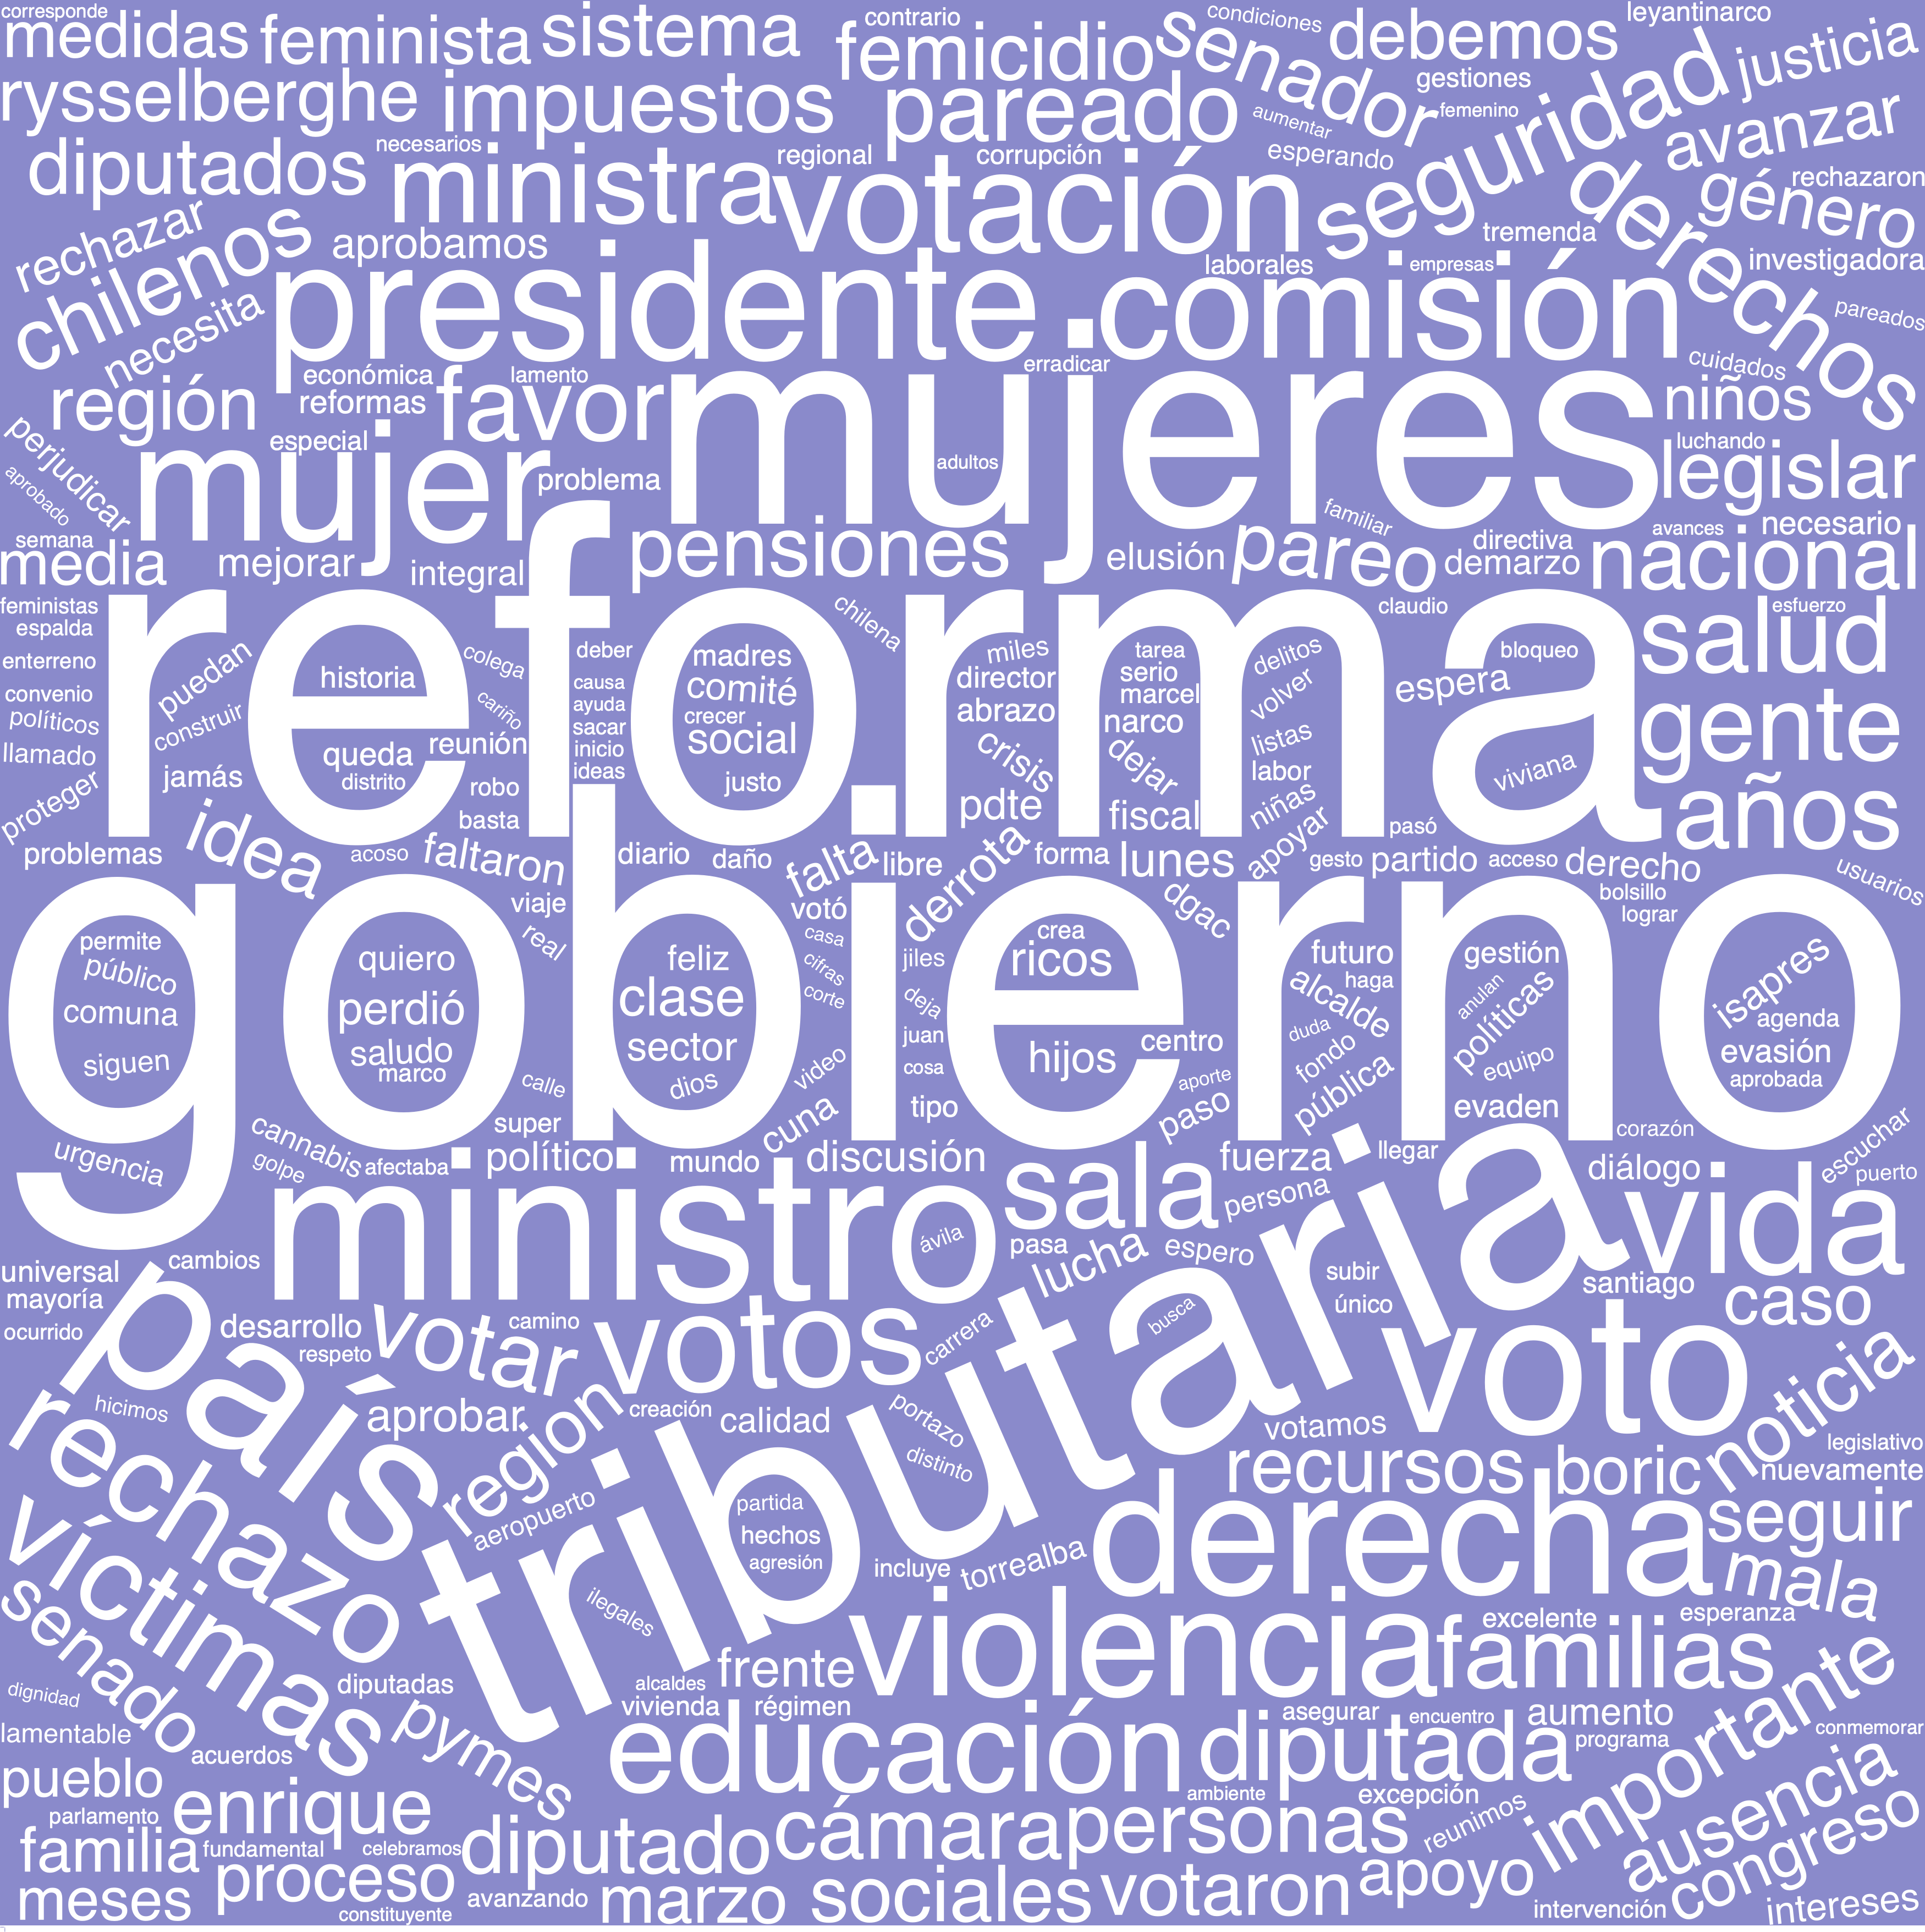 corresponde
medidas
feminista
sistema
contrario
femicidio
senador
condiciones
debemos
leyantinarco
justicia
rysselberghe
impuestos
pareado
aumentar
gestiones
femenino
seguridad
avanzar
diputados
necesarios
ministra
regional
corrupción
votación
esperando
derechos
género
rechazaron
rechazar
chilenos
aprobamos
presidente
laborales
comisión
empresas
tremenda
investigadora
pareados
necesita
región
económica
reformas
lamento
favor
mujeres
erradicar
cuidados
niños
perjudicar
aprobado
especial
mujer
problema
adultos
luchando
legislar
semana
media
mejorar
integral
pensiones
elusión
pareo
familiar
directiva
demarzo
avances
necesario
nacional
feministas
espalda
enterreno
convenio
políticos
llamado
proteger
reforma
puedan
construir
jamás
historia
queda
distrito
reunión
colega
cariño
robo
basta
deber
causa
ayuda
sacar
inicio
ideas
madres
comité
crecer
social
justo
chilena
miles
director
abrazo
crisis
pdte
tarea
serio
marcel
narco
dejar
fiscal
delitos
volver
listas
labor
niñas
apoyar
claudio
espera
bloqueo
viviana
pasó
esfuerzo
salud
gente
años
problemas
idea
acoso
faltaron
diario
daño
falta
libre
derrota
forma
lunes
gesto
partido
acceso
derecho
usuarios
gobierno
permite
público
comuna
siguen
quiero
perdió
saludo
marco
viaje
real
calle
super
feliz
clase
sector
dios
votó
casa
cifras
corte
video
cuna
jiles
deja
juan
cosa
tipo
dgac
crea
ricos
hijos
centro
aporte
paso
futuro
haga
alcalde
duda
fondo
pública
bolsillo
lograr
gestión
anulan
políticas
equipo
evaden
isapres
agenda
evasión
aprobada
corazón
escuchar
puerto
urgencia
cannabis
golpe
afectaba
político
mundo
discusión
sala
fuerza
persona
llegar
diálogo
vida
ministro
ávila
pasa
lucha
espero
universal
mayoría
ocurrido
cambios
país
desarrollo
respeto
votar
camino
votos
carrera
tributaria
busca
subir
único
santiago
caso
voto
noticia
hicimos
rechazo
aprobar
region
creación
calidad
portazo
distinto
votamos
recursos
boric
legislativo
nuevamente
víctimas
aeropuerto
partida
hechos
agresión
incluye
torrealba
derecha
seguir
mala
senado
ilegales
violencia
excelente
esperanza
familias
dignidad
lamentable
diputadas
acuerdos
pymes
alcaldes
vivienda
frente
régimen
asegurar
encuentro
aumento
programa
importante
conmemorar
educación
diputada
pueblo
parlamento
enrique
ambiente
excepción
ausencia
familia
fundamental
celebramos
diputado
cámara
personas
reunimos
congreso
meses
proceso
constituyente
avanzando
marzo
sociales
votaron
apoyo
intervención
intereses